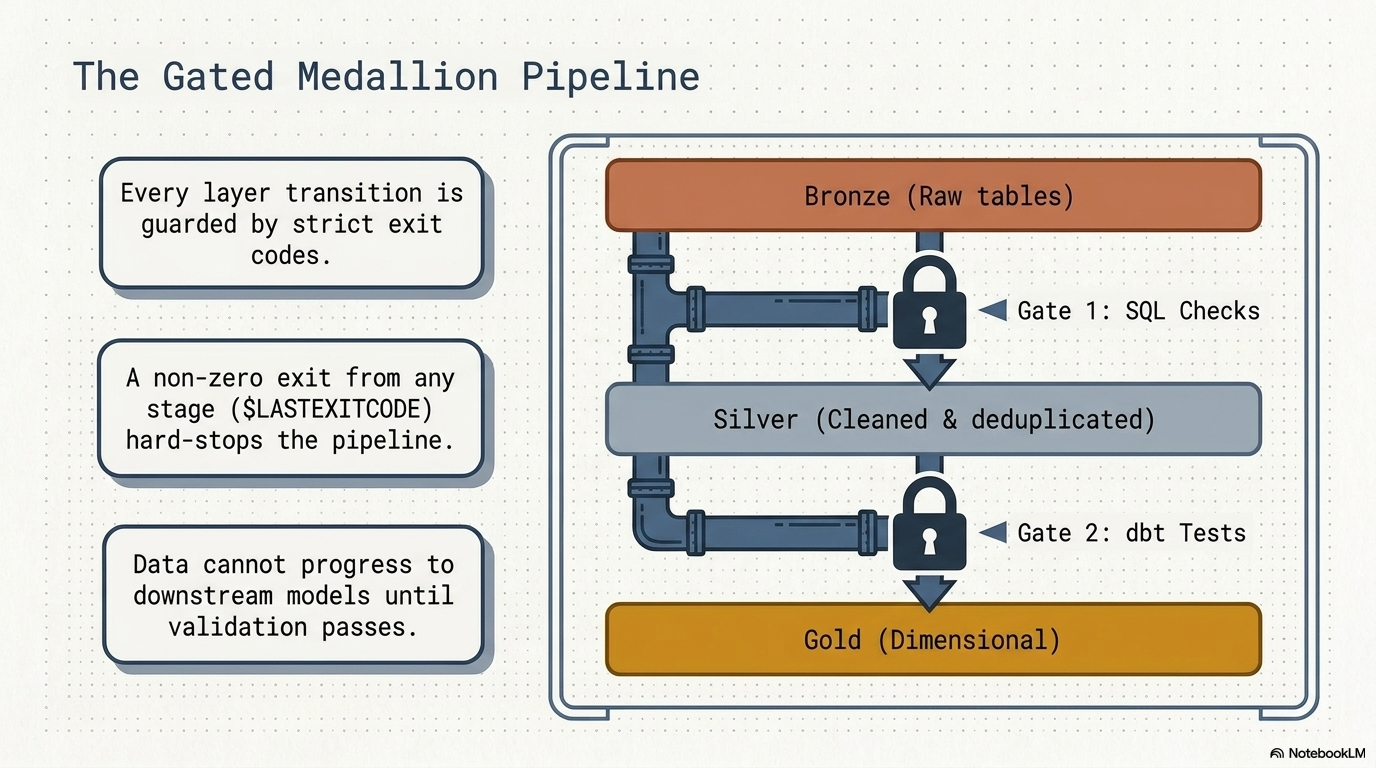 The Gated Medallion Pipeline
Every layer transition is
guarded by strict exit
codes.
A non-zero exit from any
stage ($LASTEXITCODE)
hard-stops the pipeline.
Data cannot progress to
downstream models until
validation passes.
Bronze (Raw tables)
Gate 1: SQL Checks
Silver (Cleaned & deduplicated)
Gate 2: dbt Tests
Gold (Dimensional)
NotebookLM